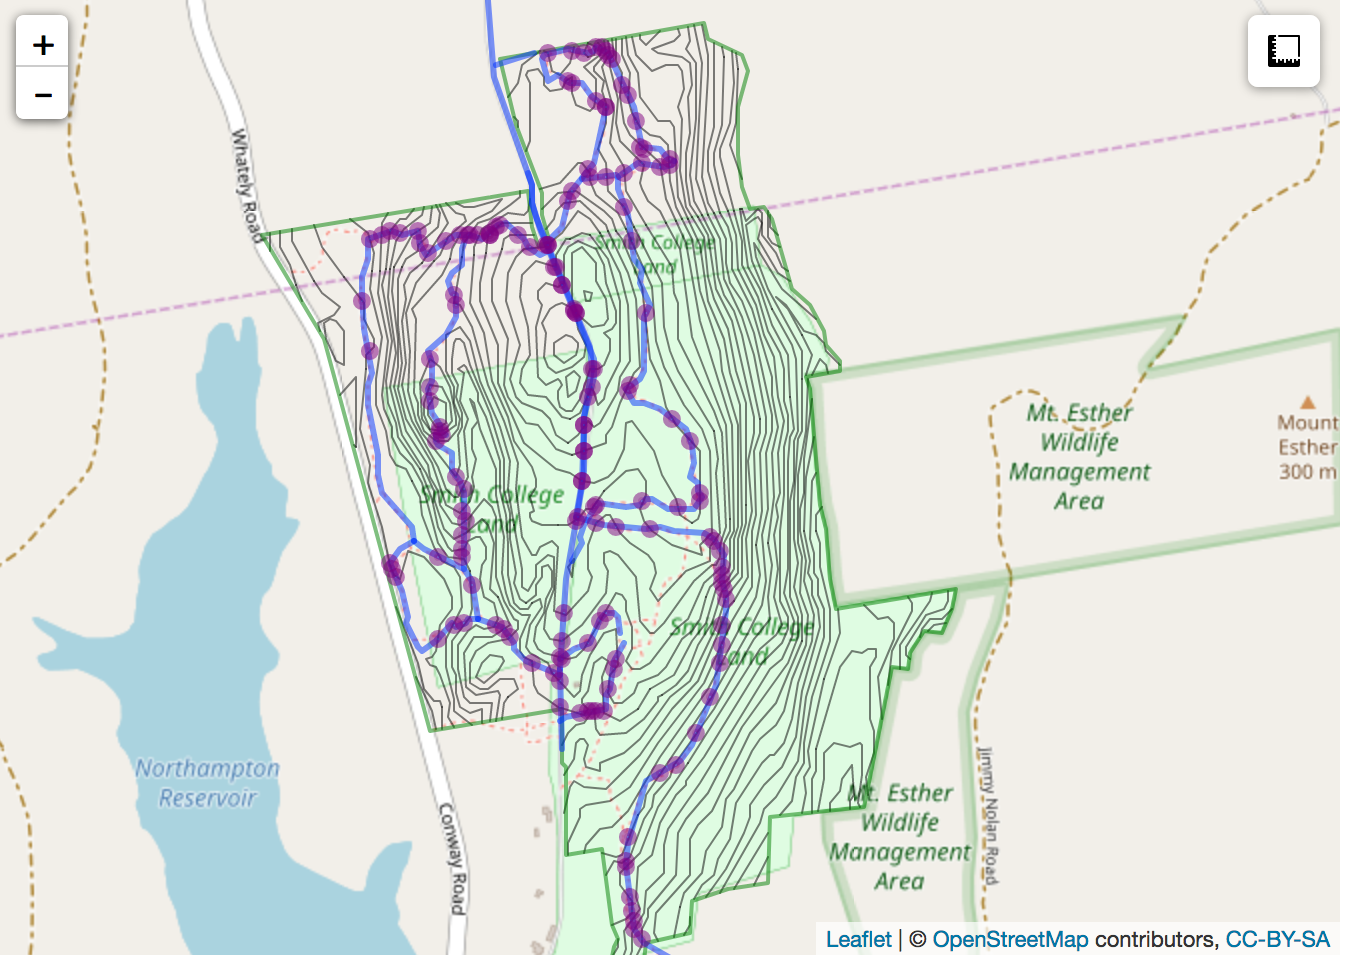 +
−
Whately Road
Smith College
Land
Mt. Esther
Wildlife
Management
Area
Mount
Esther
300 m
Smith College
Land
Smith College
Land
Northampton
Reservoir
Conway Road
Jimmy Nolan Road
Mt. Esther
Wildlife
Management
Area
Leaflet | © OpenStreetMap contributors, CC-BY-SA